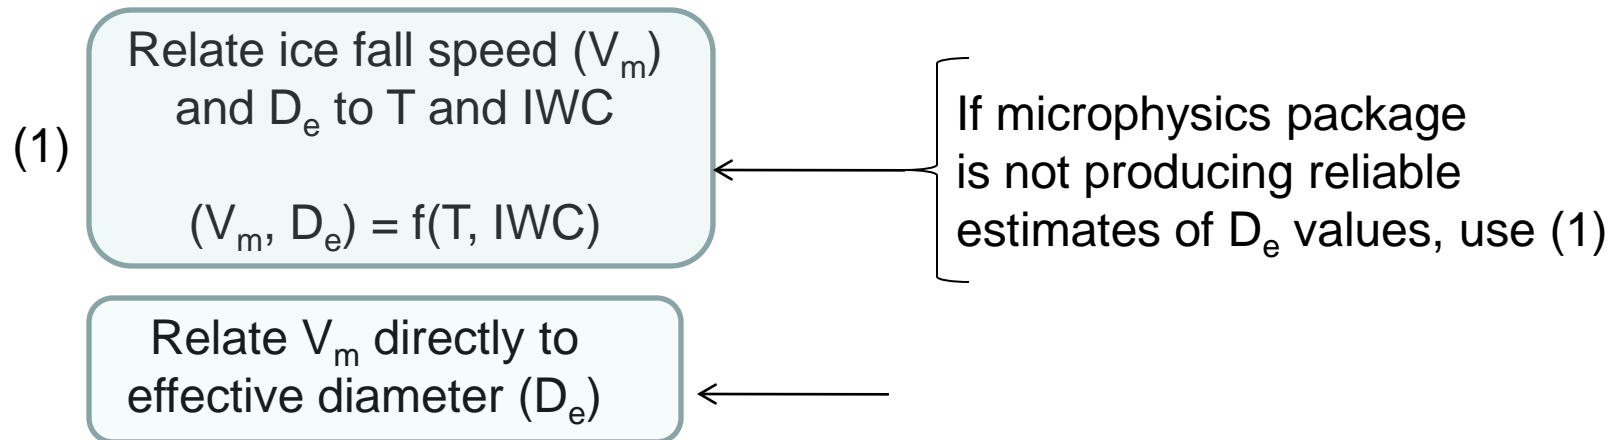 Relate ice fall speed (Vₘ)
and Dₑ to T and IWC
(1)
(Vₘ, Dₑ) = f(T, IWC)
If microphysics package
is not producing reliable
estimates of Dₑ values, use (1)
Relate Vₘ directly to
effective diameter (Dₑ)